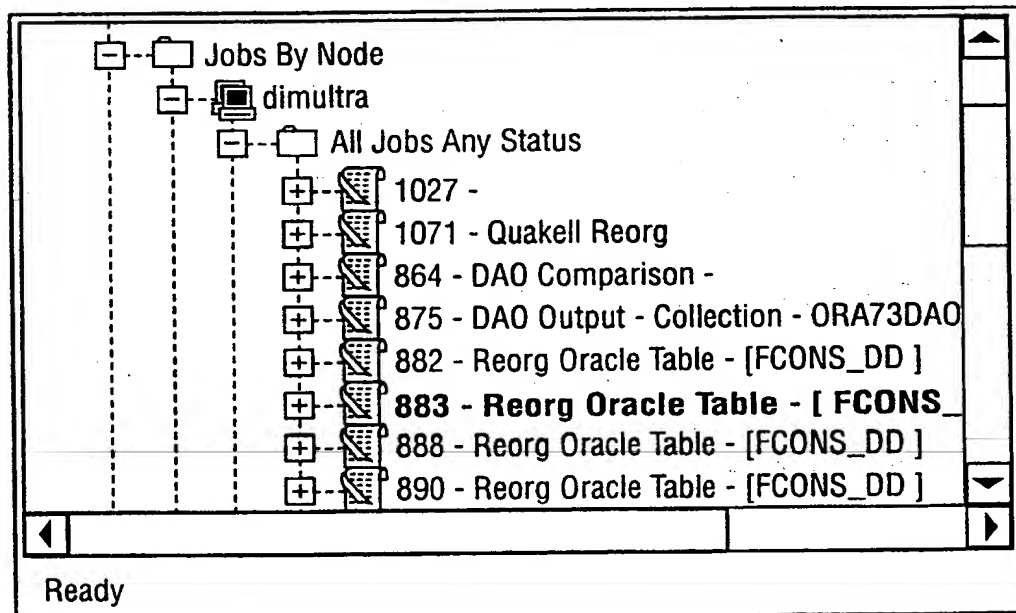 Jobs By Node
dimultra
All Jobs Any Status
1027 -
1071 - Quakell Reorg
864 - DAO Comparison -
875 - DAO Output - Collection - ORA73DAO
882 - Reorg Oracle Table - [FCONS_DD ]
883 - Reorg Oracle Table - [ FCONS_
888 - Reorg Oracle Table - [FCONS_DD ]
890 - Reorg Oracle Table - [FCONS_DD ]
Ready